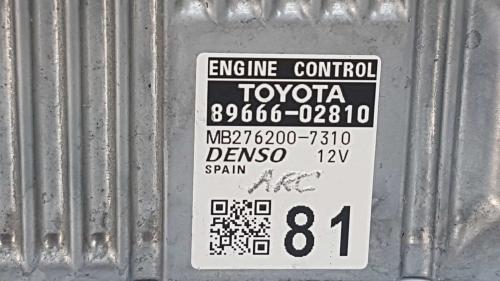 ENGINE CONTROL
TOYOTA
89666-02810
MB276200-7310
DENSO 12V
SPAIN
ARC
81